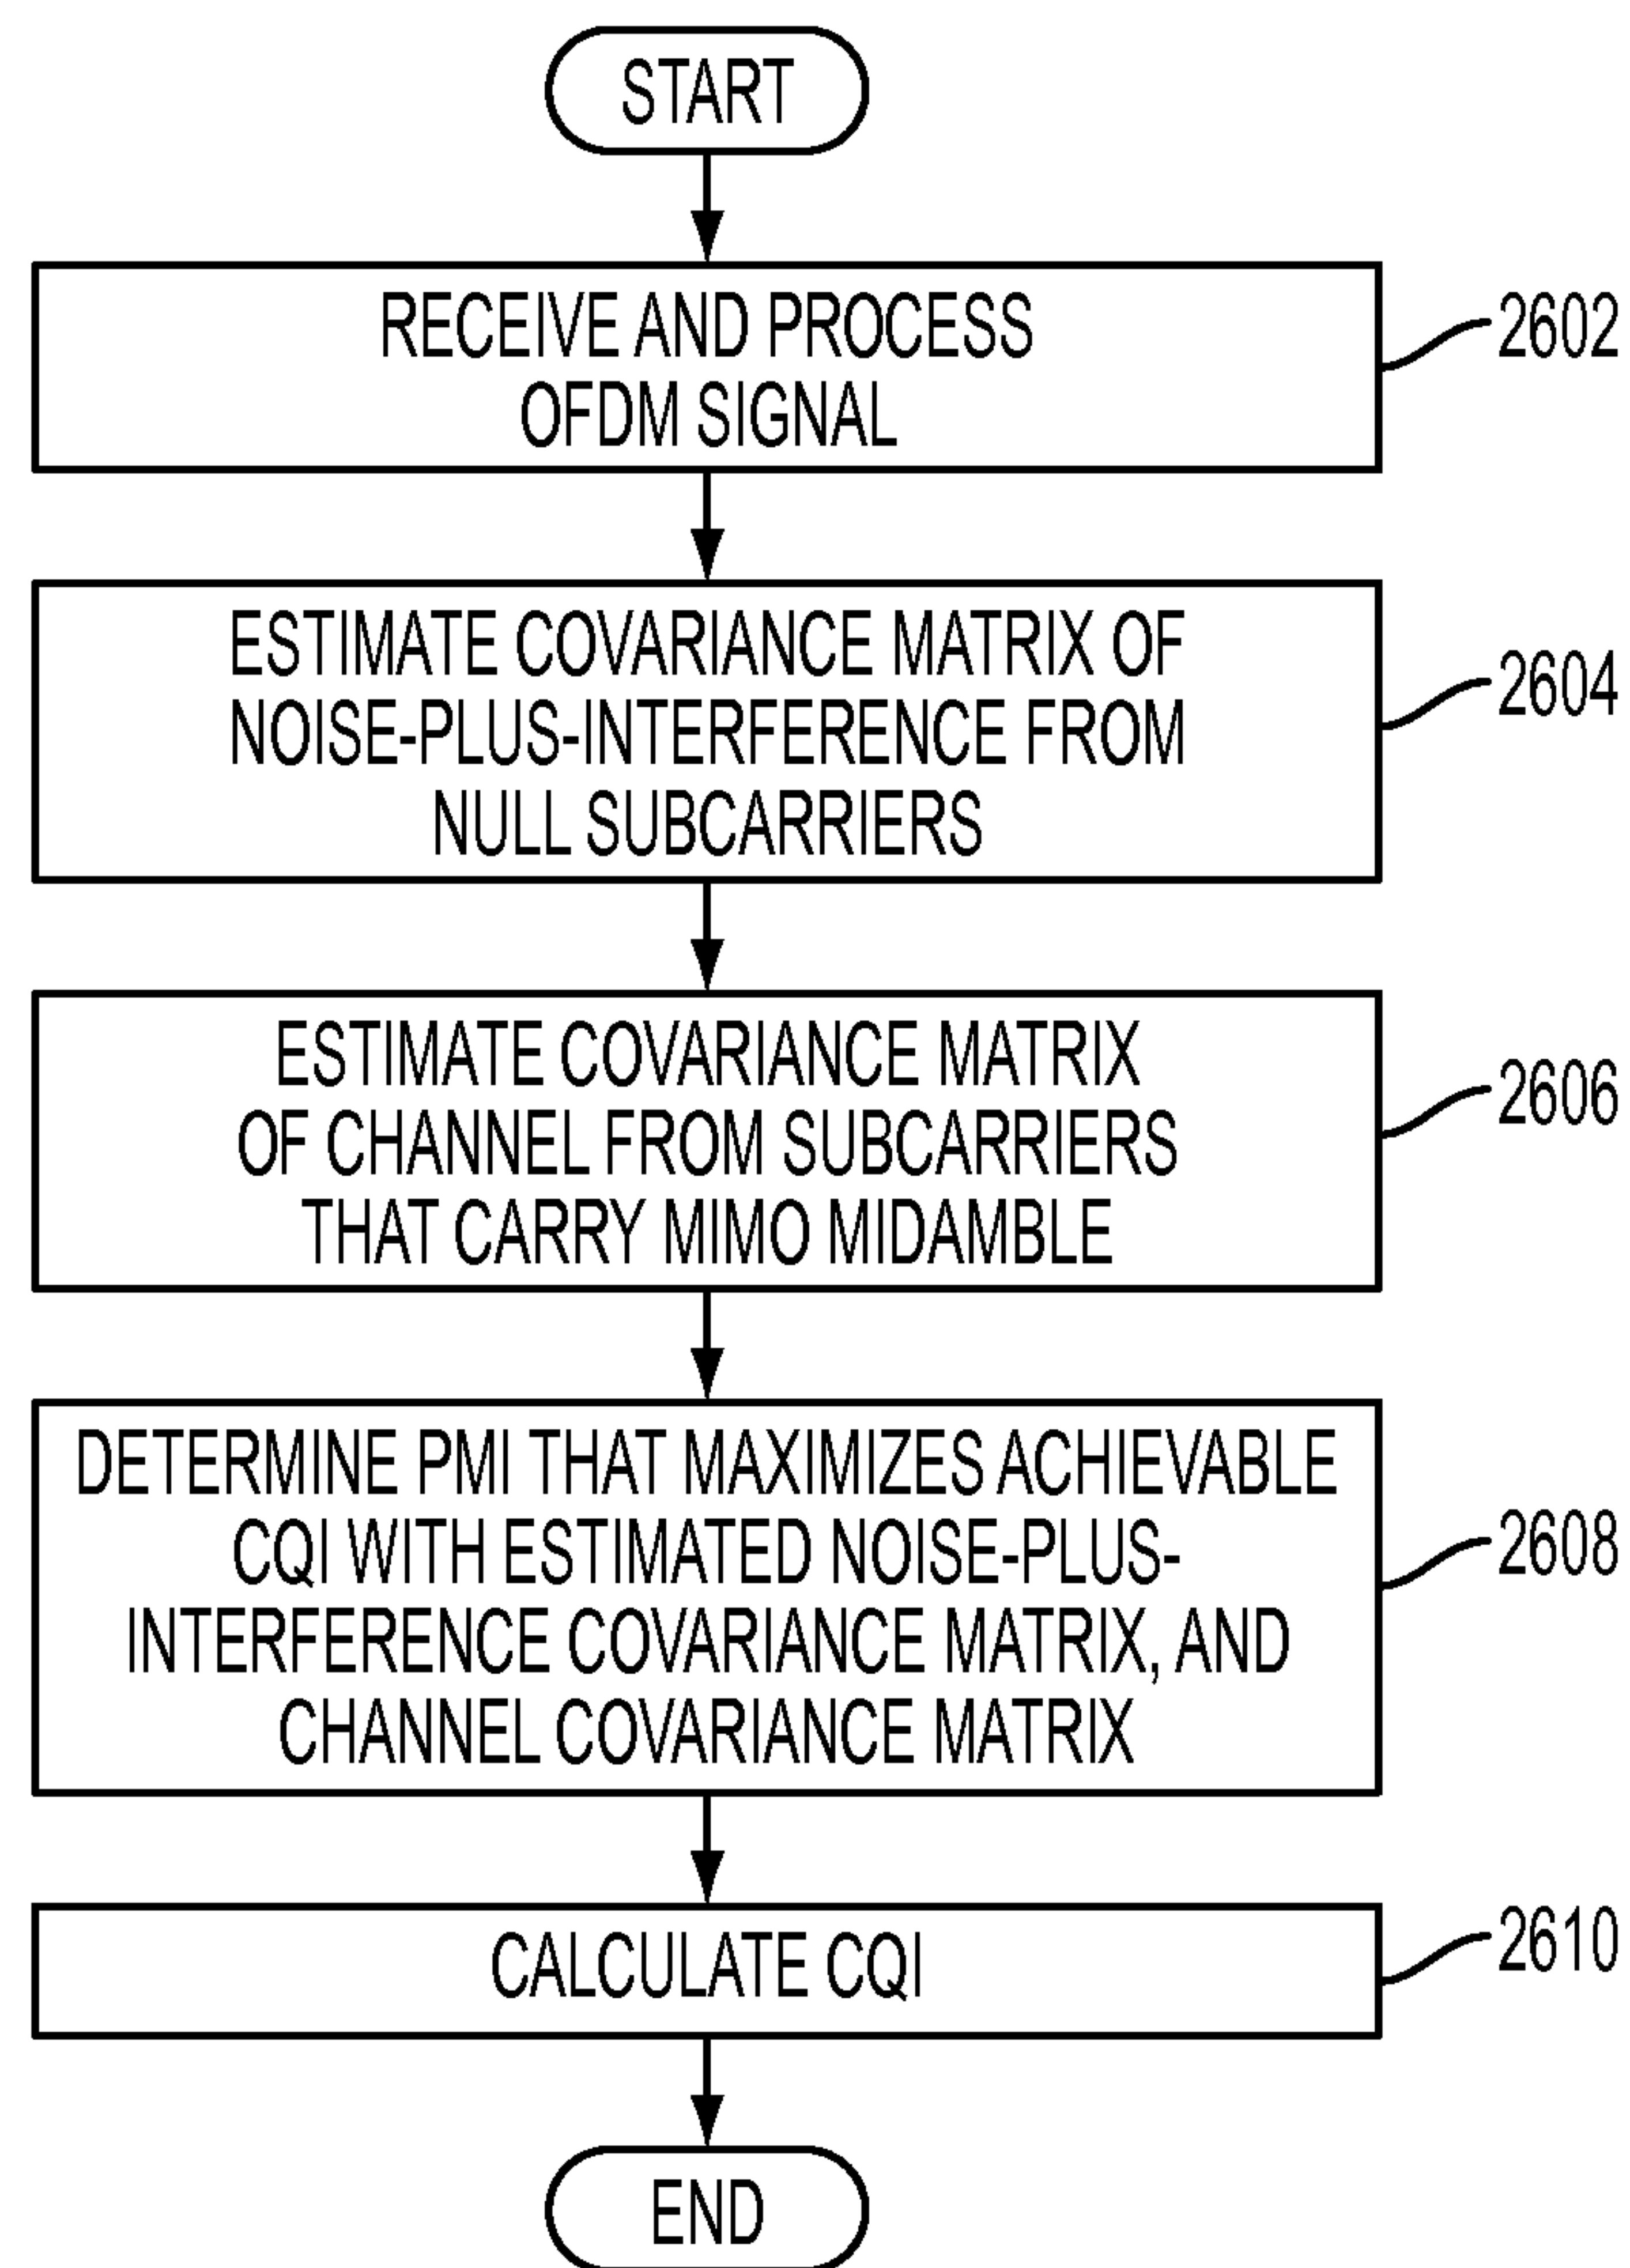 START
RECEIVE AND PROCESS
OFDM SIGNAL
2602
ESTIMATE COVARIANCE MATRIX OF
NOISE-PLUS-INTERFERENCE FROM
NULL SUBCARRIERS
2604
ESTIMATE COVARIANCE MATRIX
OF CHANNEL FROM SUBCARRIERS
THAT CARRY MIMO MIDAMBLE
2606
DETERMINE PMI THAT MAXIMIZES ACHIEVABLE
CQI WITH ESTIMATED NOISE-PLUS-
INTERFERENCE COVARIANCE MATRIX, AND
CHANNEL COVARIANCE MATRIX
2608
CALCULATE CQI
2610
END